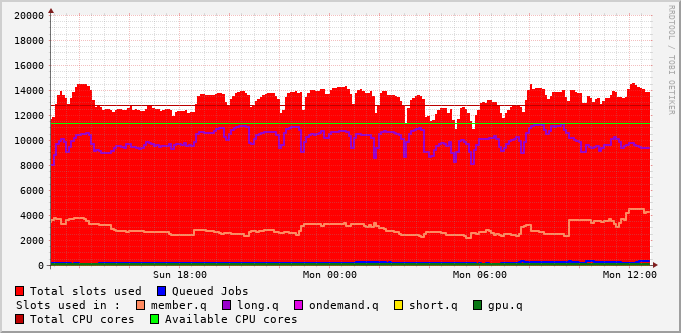 RRDTOOL / TOBI OETIKER
20000
18000
16000
14000
12000
10000
8000
6000
4000
2000
0
Sun 18:00 Mon 00:00 Mon 06:00 Mon 12:00
Total slots used Queued Jobs
Slots used in : member.q long.q ondemand.q short.q gpu.q
Total CPU cores Available CPU cores